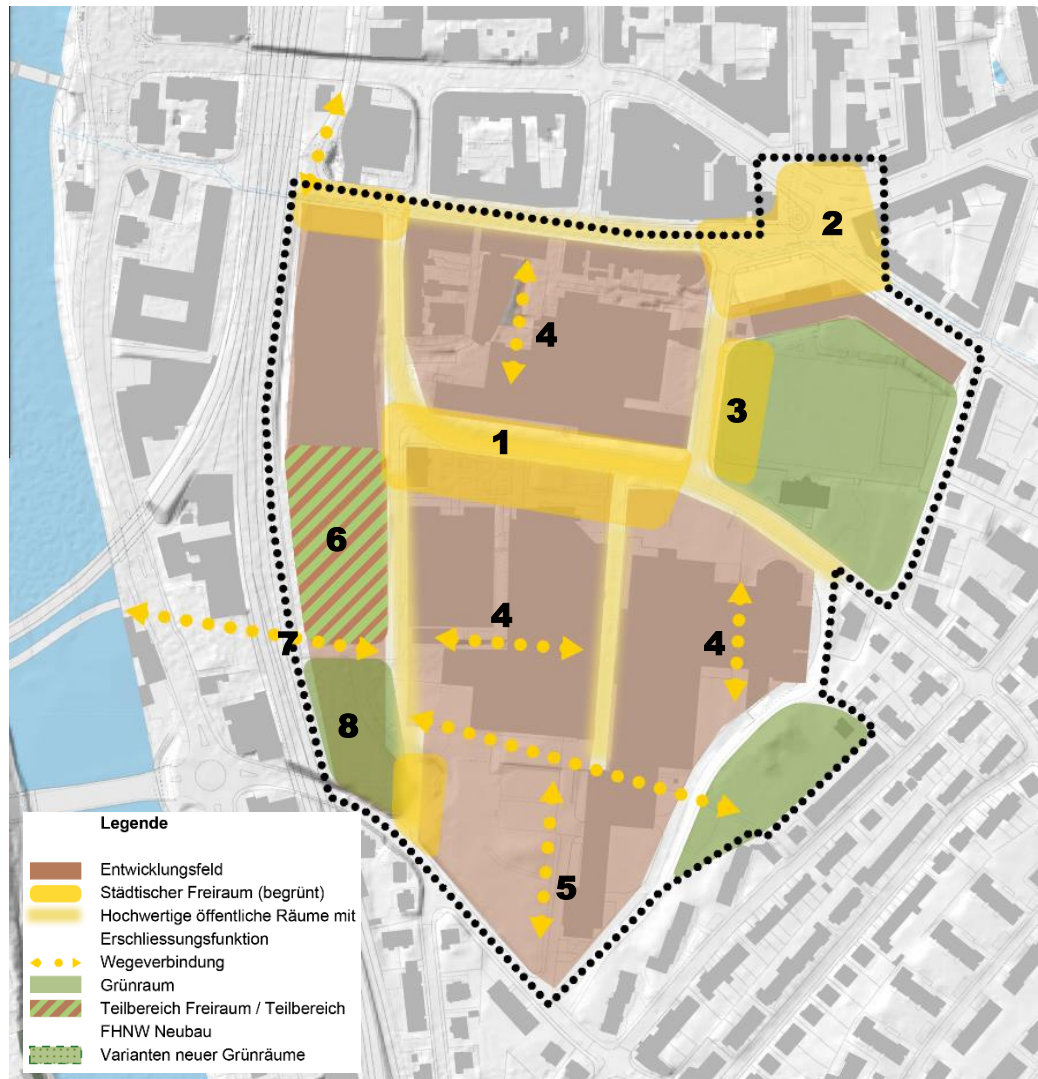 2
4
3
1
6
4
4
7
8
5
Legende
Entwicklungsfeld
Städtischer Freiraum (begrünt)
Hochwertige öffentliche Räume mit
Erschliessungsfunktion
Wegeverbindung
Grünraum
Teilbereich Freiraum / Teilbereich
FHNW Neubau
Varianten neuer Grünräume